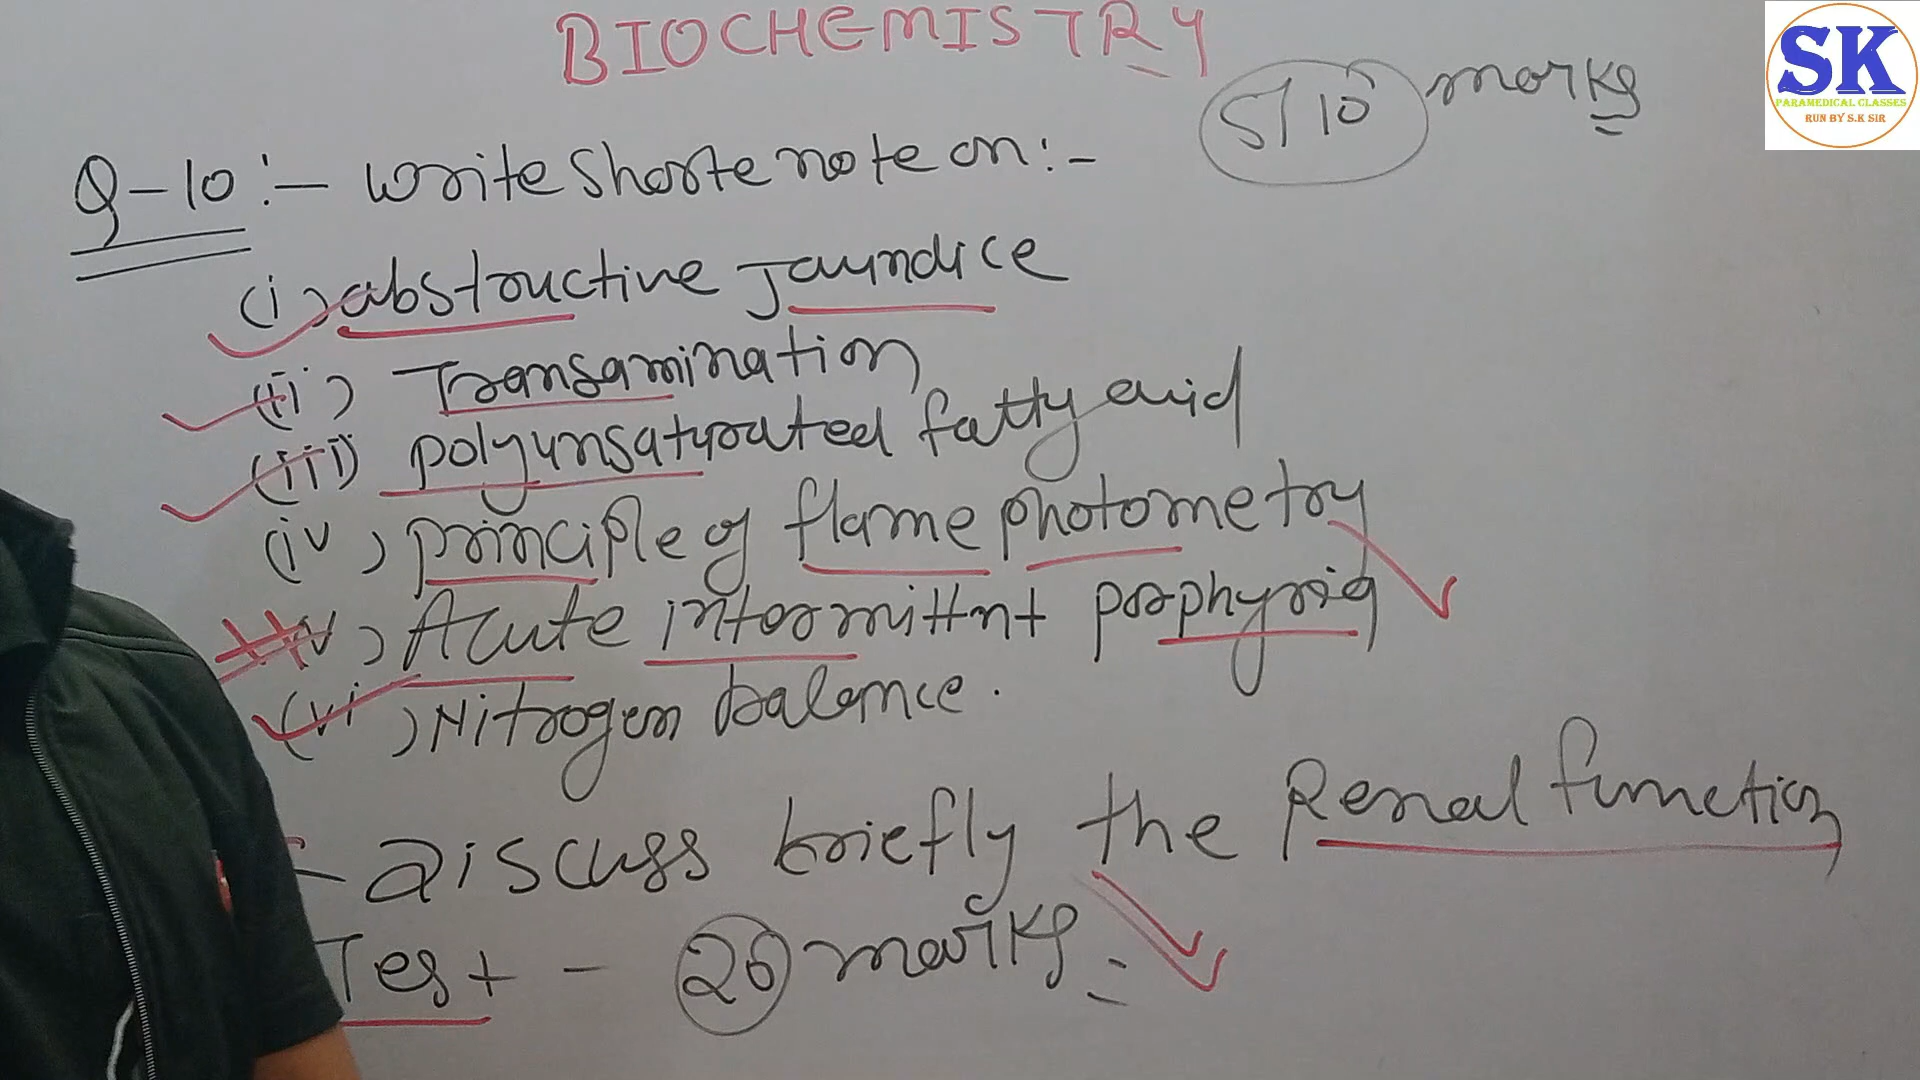 BIOCHEMISTRY
5/10 marks
SK
PARAMEDICAL CLASSES
RUN BY S.K SIR
Q-10:- write shorte note on:-
(i) abstructive Jaundice
(ii) Transamination
(iii) polyunsaturated fatty acid
(iv) principle of flame photometry
v) Acute intermittnt porphyria
(vi) Nitrogen balance.
- Discuss briefly the Renal function
Test - 20 marks